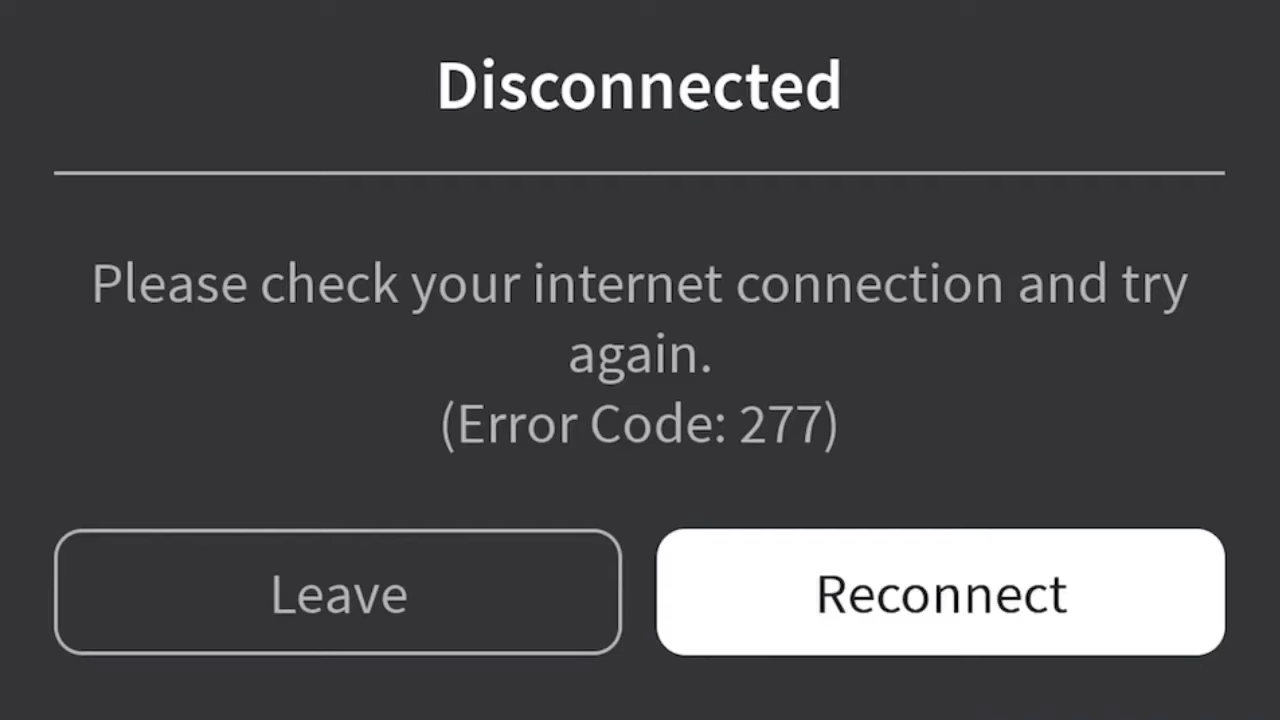 Disconnected
Please check your internet connection and try
again.
(Error Code: 277)
Leave
Reconnect